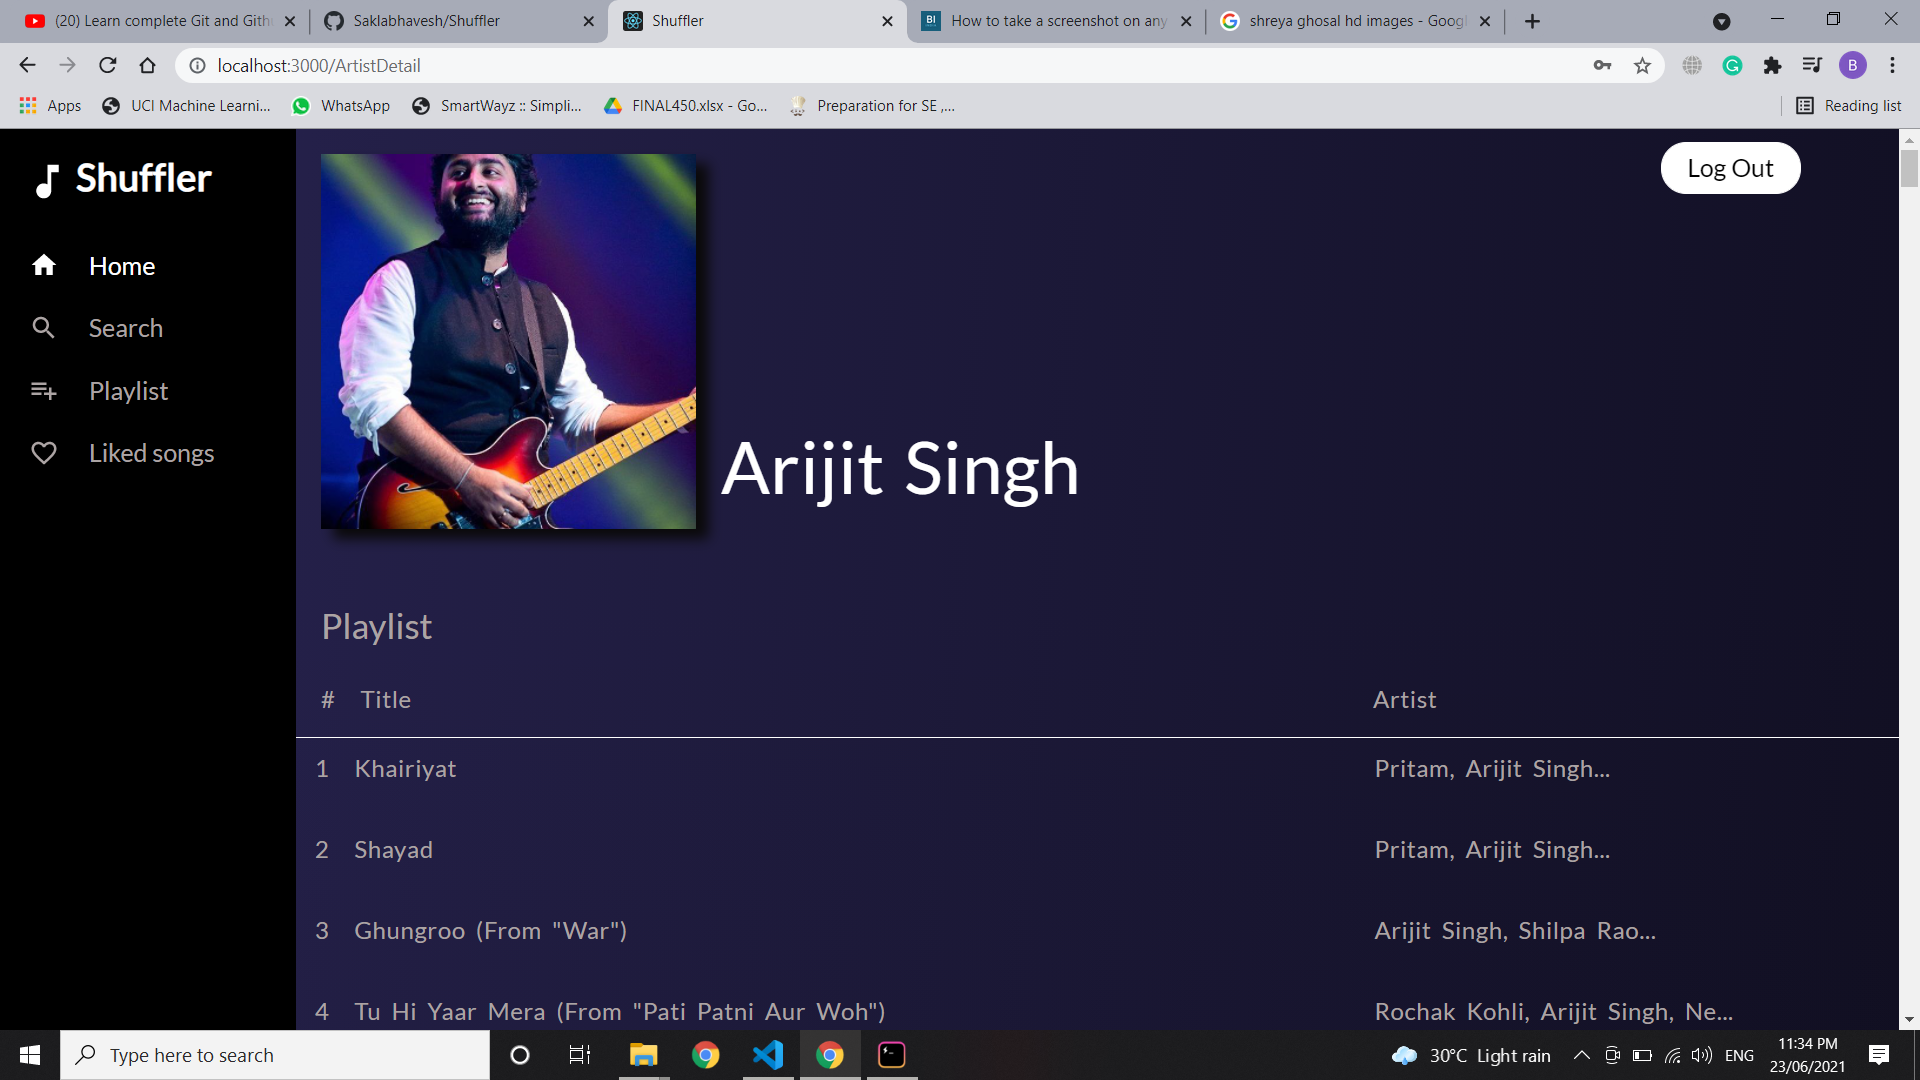 (20) Learn complete Git and Gith
Saklabhavesh/Shuffler
Shuffler
How to take a screenshot on any
shreya ghosal hd images - Googl
localhost:3000/ArtistDetail
B
Apps
UCI Machine Learni...
WhatsApp
SmartWayz :: Simpli...
FINAL450.xlsx - Go...
Preparation for SE ,...
Reading list
Shuffler
Log Out
Home
Search
Playlist
Liked songs
Arijit Singh
Playlist
# Title Artist
1 Khairiyat Pritam, Arijit Singh...
2 Shayad Pritam, Arijit Singh...
3 Ghungroo (From "War") Arijit Singh, Shilpa Rao...
4 Tu Hi Yaar Mera (From "Pati Patni Aur Woh") Rochak Kohli, Arijit Singh, Ne...
Type here to search
30°C Light rain
ENG
11:34 PM
23/06/2021